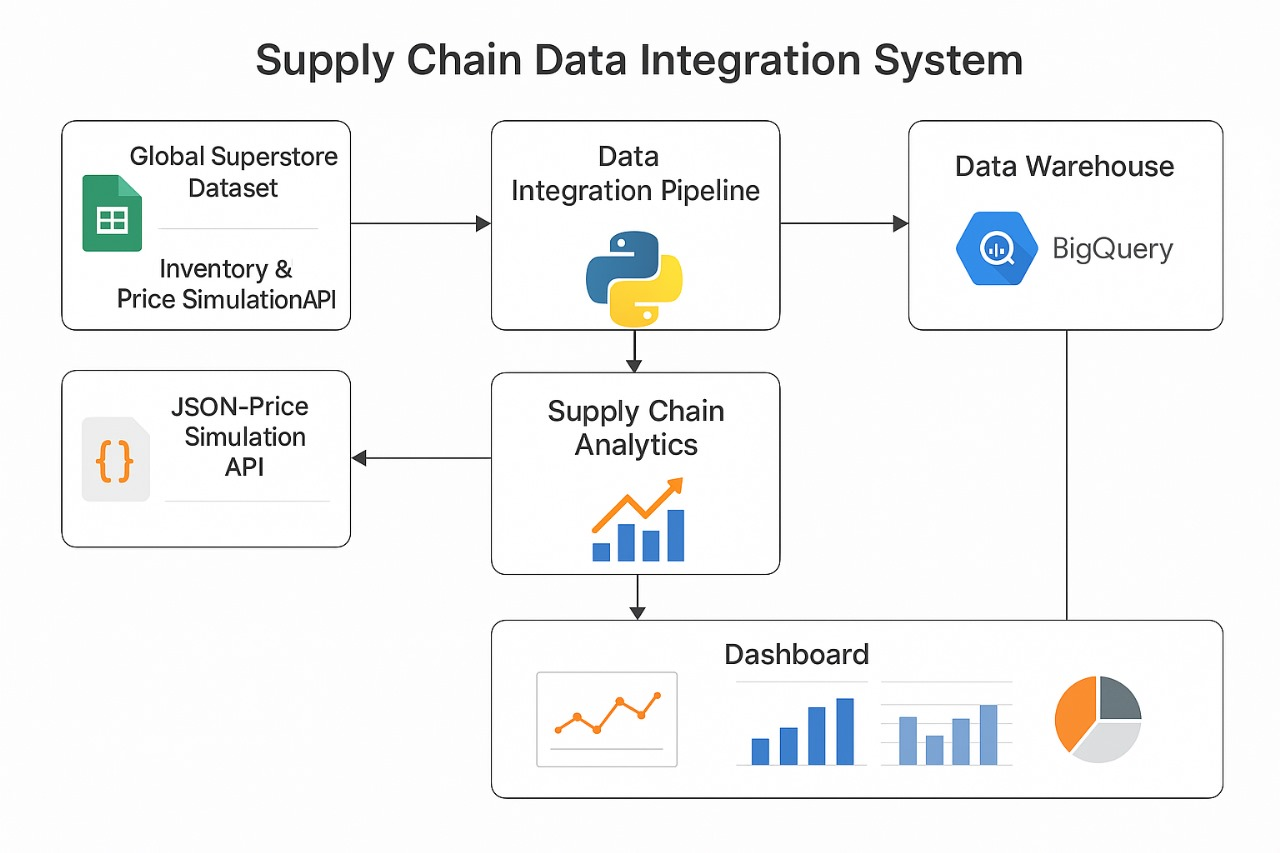 Supply Chain Data Integration System
Global Superstore
Dataset
Inventory &
Price SimulationAPI
Data
Integration Pipeline
Data Warehouse
BigQuery
JSON-Price
Simulation
API
Supply Chain
Analytics
Dashboard